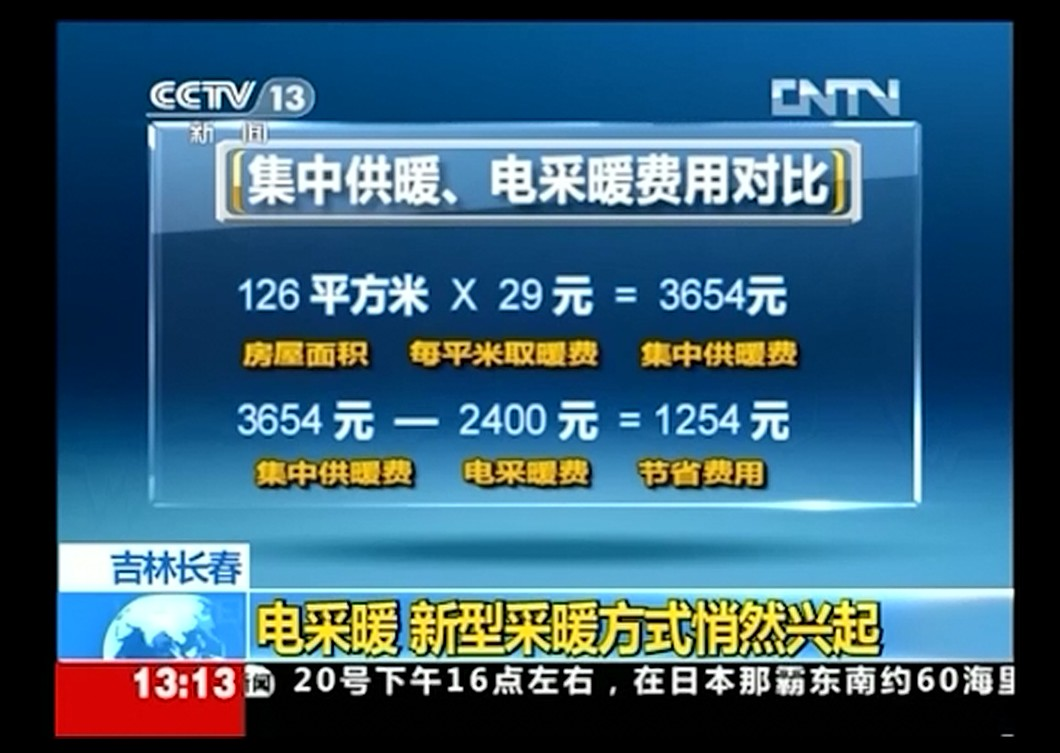 CCTV 13
新闻
CNTN
集中供暖、电采暖费用对比
126 平方米 X 29 元 = 3654元
房屋面积 每平米取暖费 集中供暖费
3654 元 — 2400 元 = 1254 元
集中供暖费 电采暖费 节省费用
吉林长春
电采暖 新型采暖方式悄然兴起
13:13 闻 20号下午16点左右，在日本那霸东南约60海里